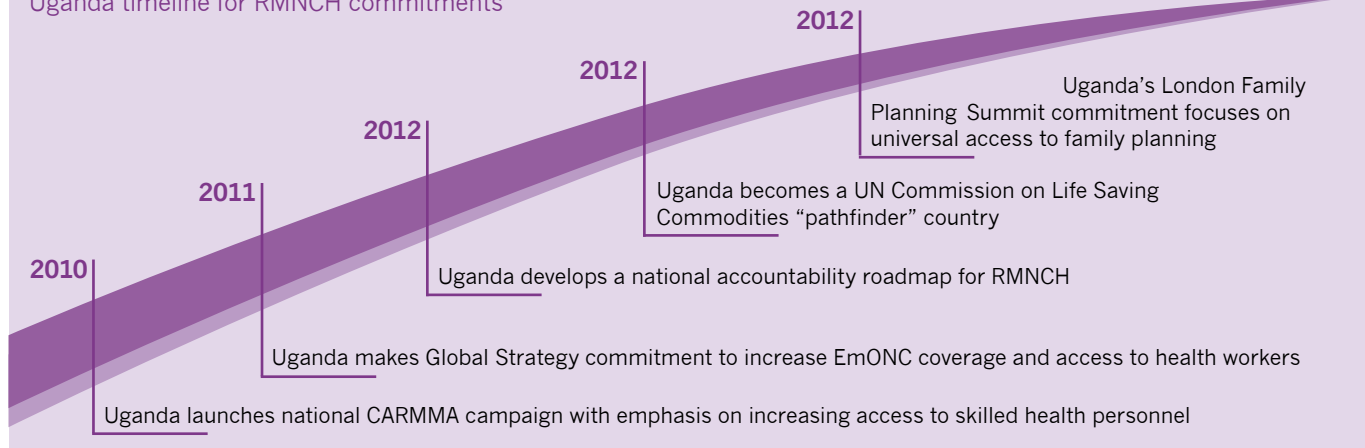 Uganda timeline for RMNCH commitments
2012
Uganda’s London Family
Planning Summit commitment focuses on
universal access to family planning
2012
Uganda becomes a UN Commission on Life Saving
Commodities “pathfinder” country
2012
Uganda develops a national accountability roadmap for RMNCH
2011
Uganda makes Global Strategy commitment to increase EmONC coverage and access to health workers
2010
Uganda launches national CARMMA campaign with emphasis on increasing access to skilled health personnel